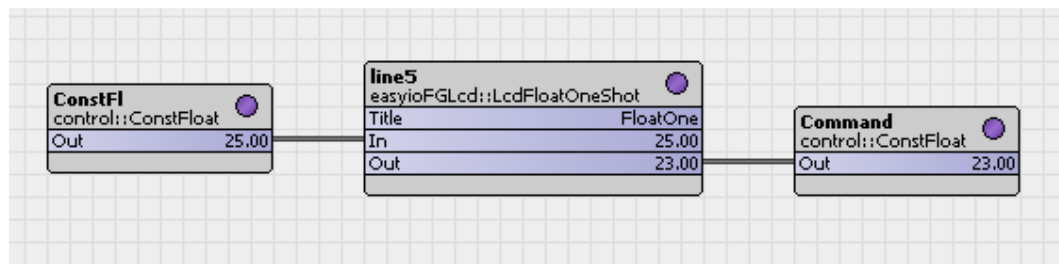 ConstFl
control::ConstFloat
Out 25.00
line5
easyioFGLcd::LcdFloatOneShot
Title FloatOne
In 25.00
Out 23.00
Command
control::ConstFloat
Out 23.00